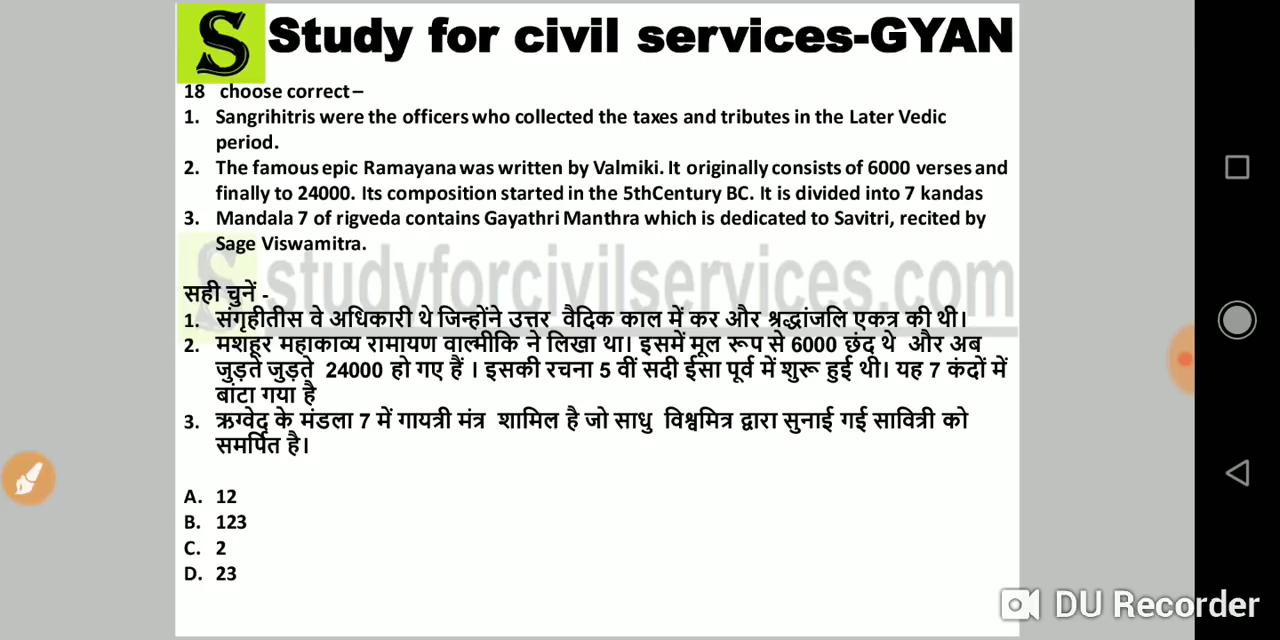 S Study for civil services-GYAN
18 choose correct –
1. Sangrihitris were the officers who collected the taxes and tributes in the Later Vedic
period.
2. The famous epic Ramayana was written by Valmiki. It originally consists of 6000 verses and
finally to 24000. Its composition started in the 5thCentury BC. It is divided into 7 kandas
3. Mandala 7 of rigveda contains Gayathri Manthra which is dedicated to Savitri, recited by
Sage Viswamitra.
S studyforcivilservices.com
सही चुनें -
1. संगृहीतीस वे अधिकारी थे जिन्होंने उत्तर वैदिक काल में कर और श्रद्धांजलि एकत्र की थी।
2. मशहूर महाकाव्य रामायण वाल्मीकि ने लिखा था। इसमें मूल रूप से 6000 छंद थे और अब
जुड़ते जुड़ते 24000 हो गए हैं । इसकी रचना 5 वीं सदी ईसा पूर्व में शुरू हुई थी। यह 7 कंदों में
बांटा गया है
3. ऋग्वेद के मंडला 7 में गायत्री मंत्र शामिल है जो साधु विश्वमित्र द्वारा सुनाई गई सावित्री को
समर्पित है।
A. 12
B. 123
C. 2
D. 23
DU Recorder